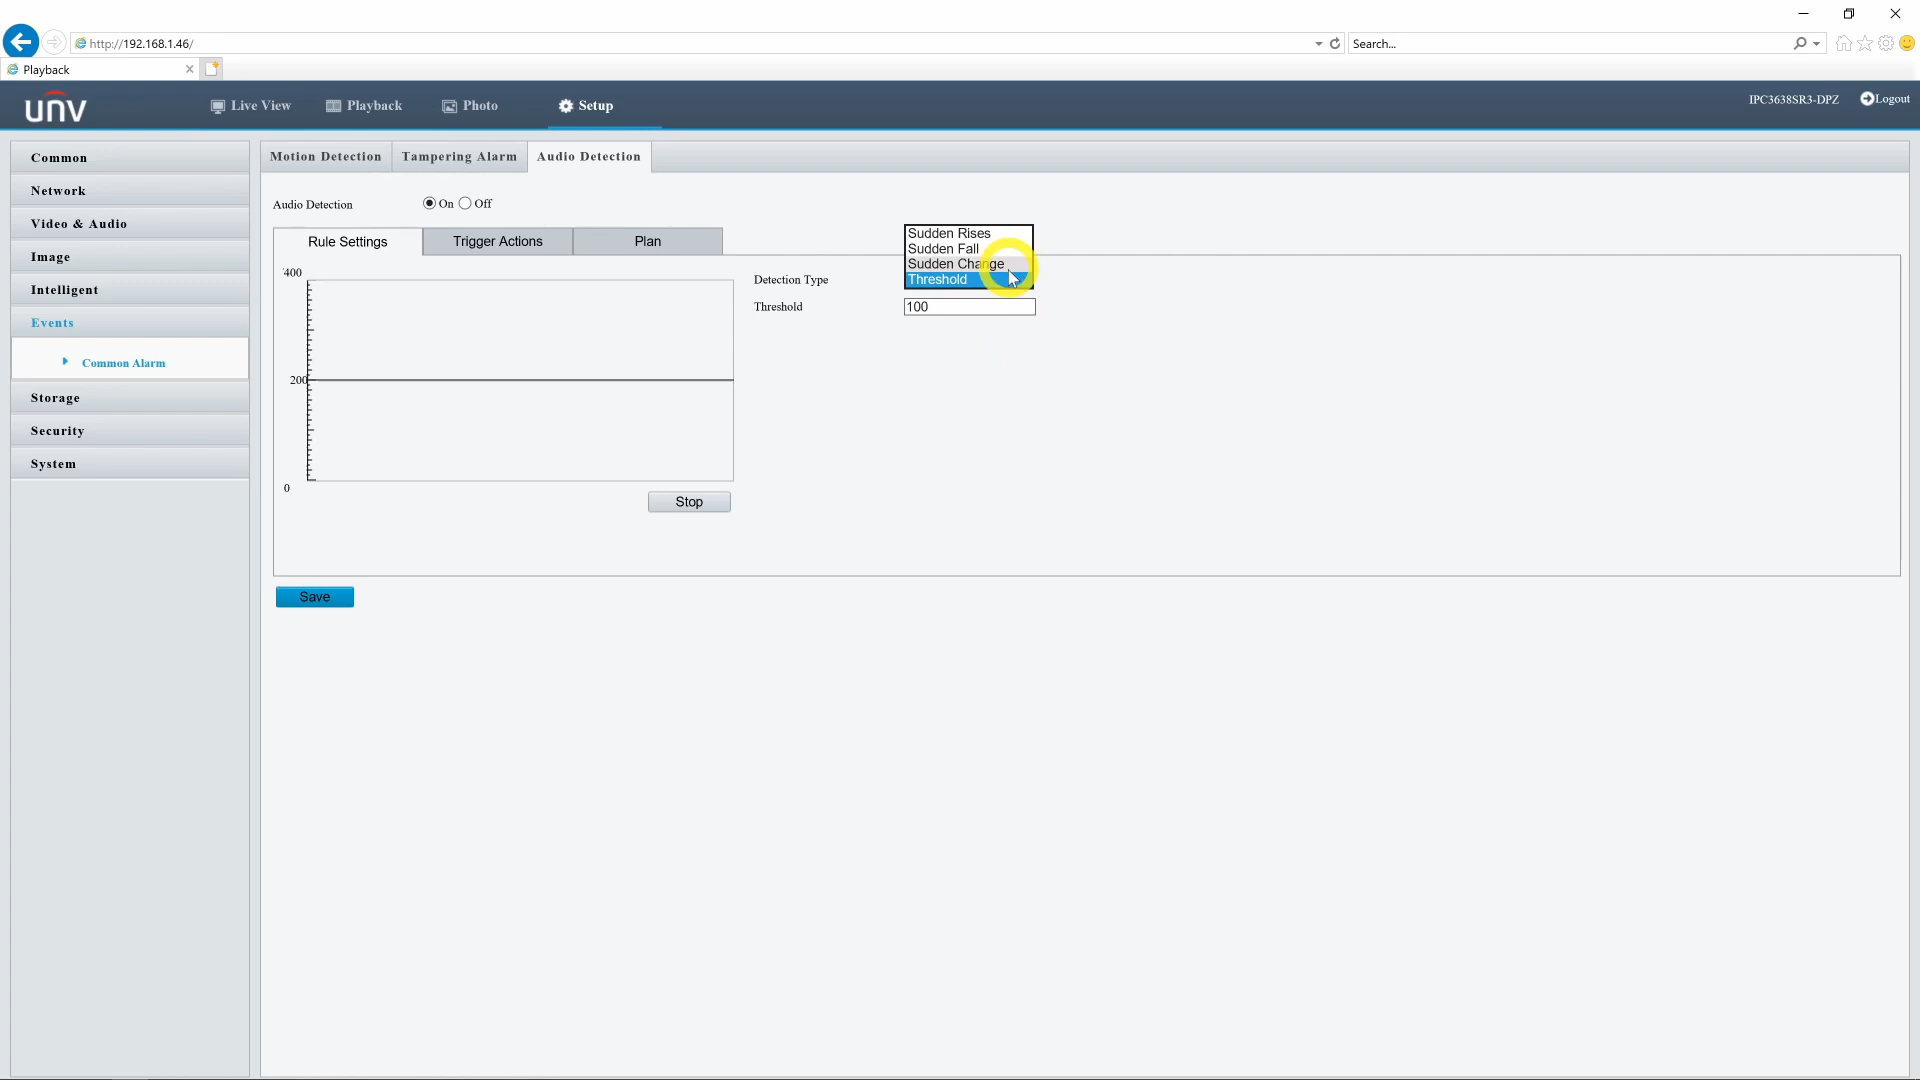 http://192.168.1.46/
Search...
Playback
unv
Live View
Playback
Photo
Setup
IPC3638SR3-DPZ
Logout
Common
Network
Video & Audio
Image
Intelligent
Events
Common Alarm
Storage
Security
System
Motion Detection
Tampering Alarm
Audio Detection
Audio Detection
On
Off
Rule Settings
Trigger Actions
Plan
400
200
0
Stop
Detection Type
Sudden Rises
Sudden Fall
Sudden Change
Threshold
Threshold
100
Save